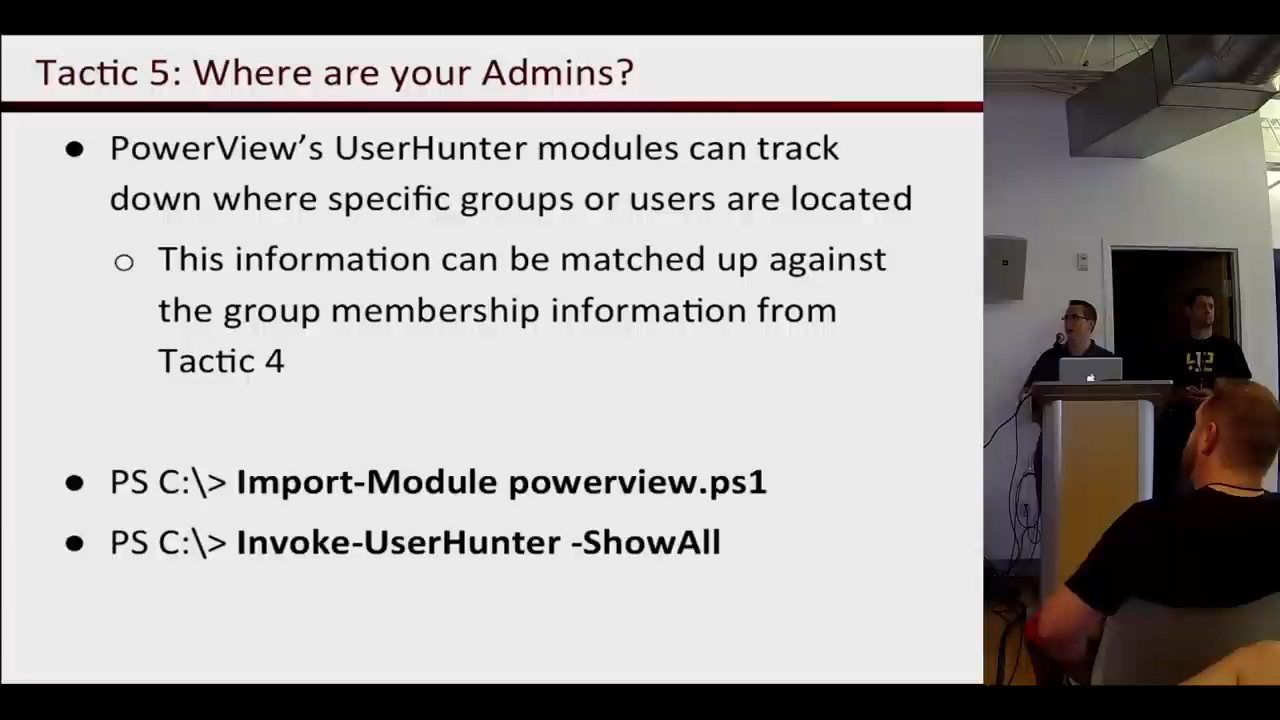 Tactic 5: Where are your Admins?
● PowerView's UserHunter modules can track
down where specific groups or users are located
○ This information can be matched up against
the group membership information from
Tactic 4
● PS C:\> Import-Module powerview.ps1
● PS C:\> Invoke-UserHunter -ShowAll